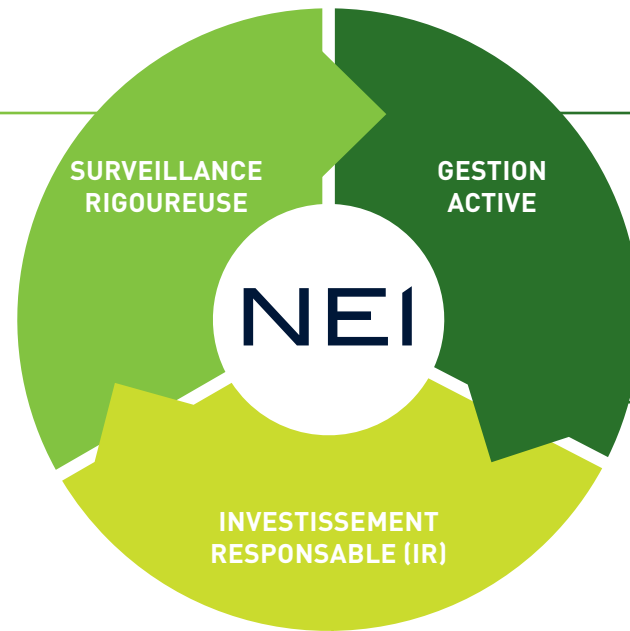 SURVEILLANCE
RIGOUREUSE
GESTION
ACTIVE
NEI
INVESTISSEMENT
RESPONSABLE (IR)